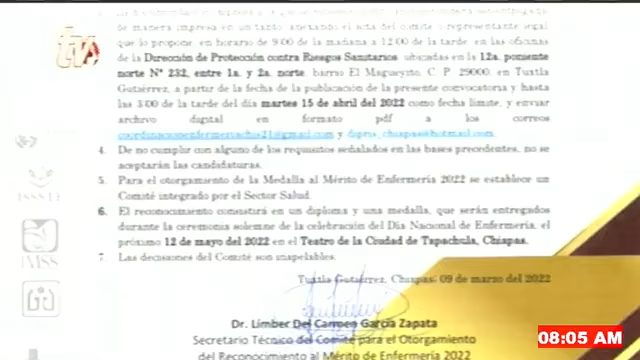 de manera impresa en un tanto, anexando el acta del comité o representante legal
que lo propone en horario de 9:00 de la mañana a 12:00 de la tarde en las oficinas
de la Dirección de Protección contra Riesgos Sanitarios ubicadas en la 12a. poniente
norte N° 232, entre 1a. y 2a. norte, barrio El Magueyito, C. P. 29000, en Tuxtla
Gutiérrez, a partir de la fecha de la publicación de la presente convocatoria y hasta
las 3:00 de la tarde del día martes 15 de abril del 2022 como fecha límite, y enviar
archivo digital en formato pdf a los correos
coordinacionenfermeriachis21@gmail.com y dipris_chiapas@hotmail.com
4. De no cumplir con alguno de los requisitos señalados en las bases precedentes, no se
aceptarán las candidaturas.
5. Para el otorgamiento de la Medalla al Mérito de Enfermería 2022 se establece un
Comité integrado por el Sector Salud.
6. El reconocimiento consistirá en un diploma y una medalla, que serán entregados
durante la ceremonia solemne de la celebración del Día Nacional de Enfermería, el
próximo 12 de mayo del 2022 en el Teatro de la Ciudad de Tapachula, Chiapas.
7. Las decisiones del Comité son inapelables.
Tuxtla Gutiérrez, Chiapas, 09 de marzo del 2022
Dr. Limber Del Carmen García Zapata
Secretario Técnico del Comité para el Otorgamiento
del Reconocimiento al Mérito de Enfermería 2022
tv
IMSS
08:05 AM